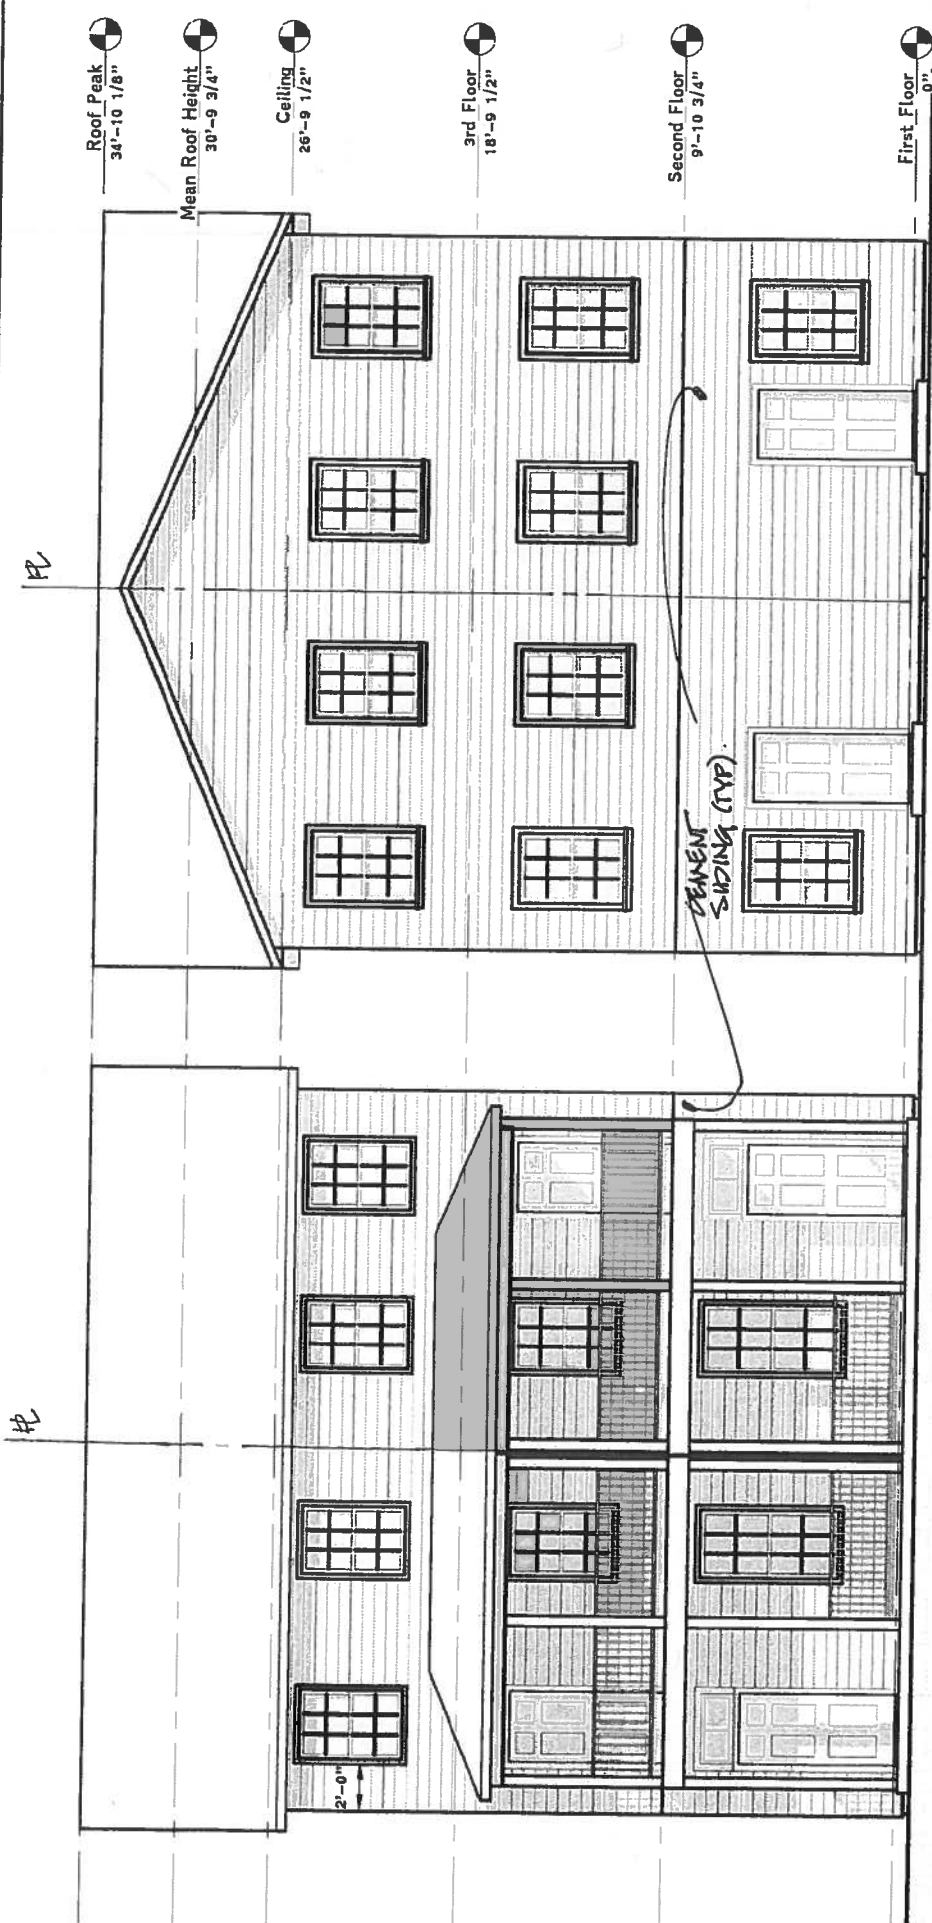 Roof Peak
34'-10 1/8"
Mean Roof Height
30'-9 3/4"
Ceiling
26'-9 1/2"
3rd Floor
18'-9 1/2"
Second Floor
9'-10 3/4"
First Floor
0"
PL
CEMENT
SIDING (TYP).
PL
2'-0"